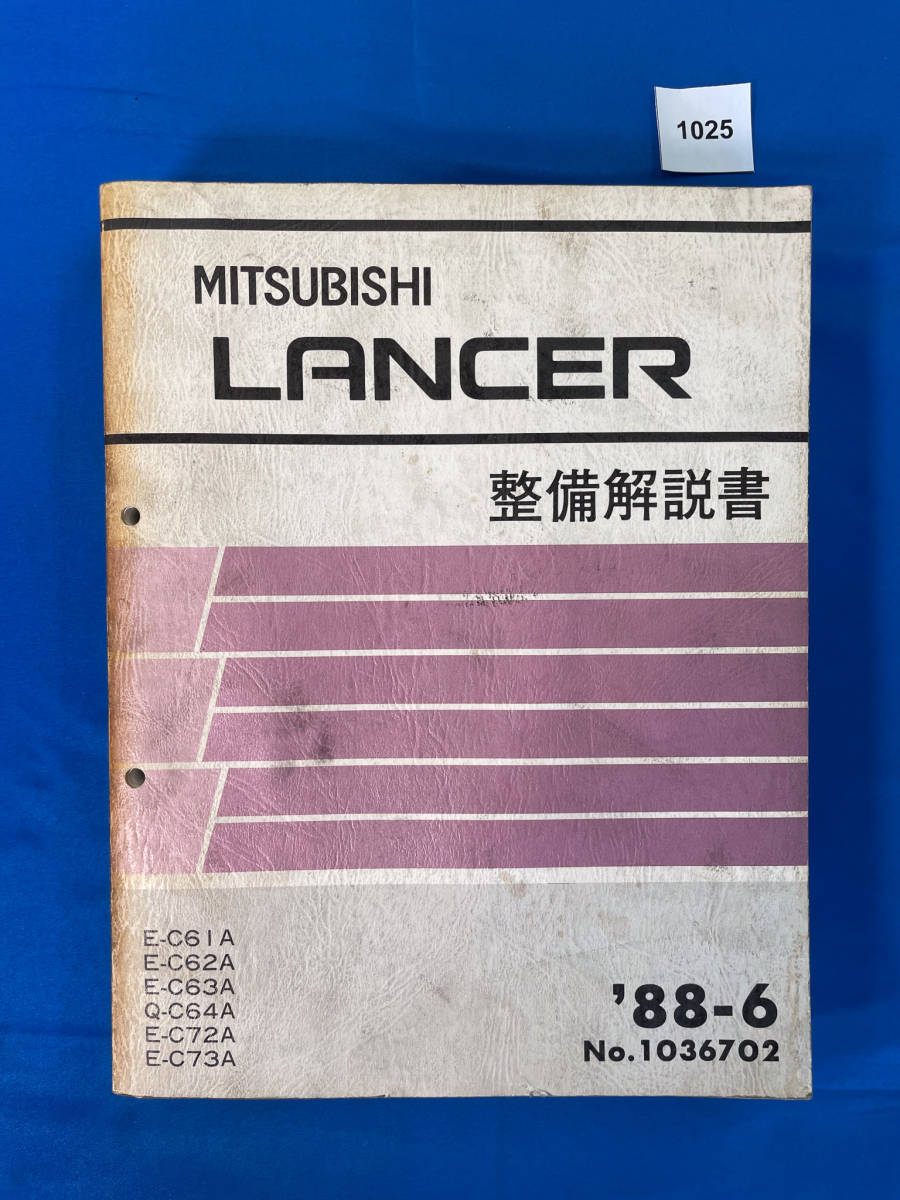 1025
MITSUBISHI
LANCER
整備解説書
E-C61A
E-C62A
E-C63A
Q-C64A
E-C72A
E-C73A
'88-6
No.1036702